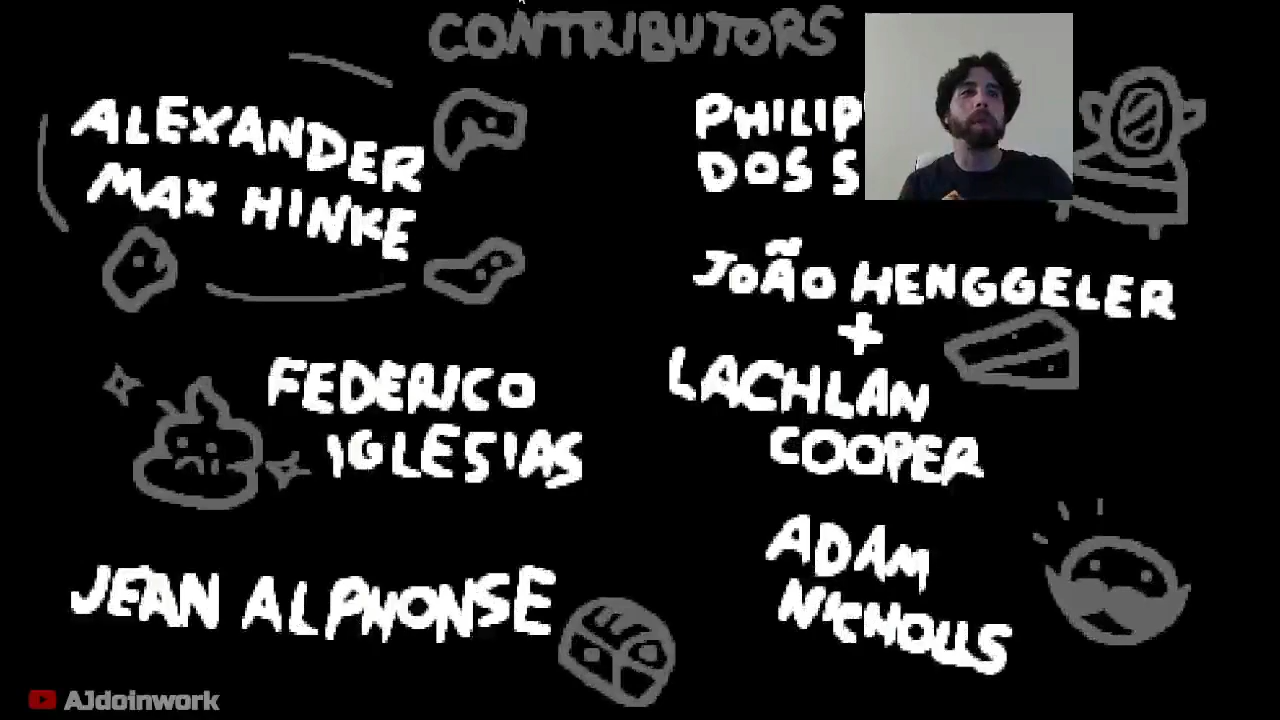 CONTRIBUTORS
ALEXANDER
MAX HINKE
PHILIP
DOS S
JOÃO HENGGELER
+
LACHLAN
COOPER
FEDERICO
IGLESIAS
ADAM
NICHOLLS
JEAN ALPHONSE
AJdoinwork